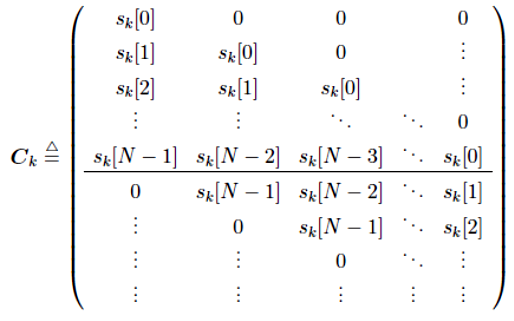 s_k[0] 0 0 0
s_k[1] s_k[0] 0 ⋮
s_k[2] s_k[1] s_k[0] ⋮
⋮ ⋮ ⋱ ⋱ 0
C_k ≜ s_k[N − 1] s_k[N − 2] s_k[N − 3] ⋱ s_k[0]
0 s_k[N − 1] s_k[N − 2] ⋱ s_k[1]
⋮ 0 s_k[N − 1] ⋱ s_k[2]
⋮ ⋮ 0 ⋱ ⋮
⋮ ⋮ ⋮ ⋮ ⋮